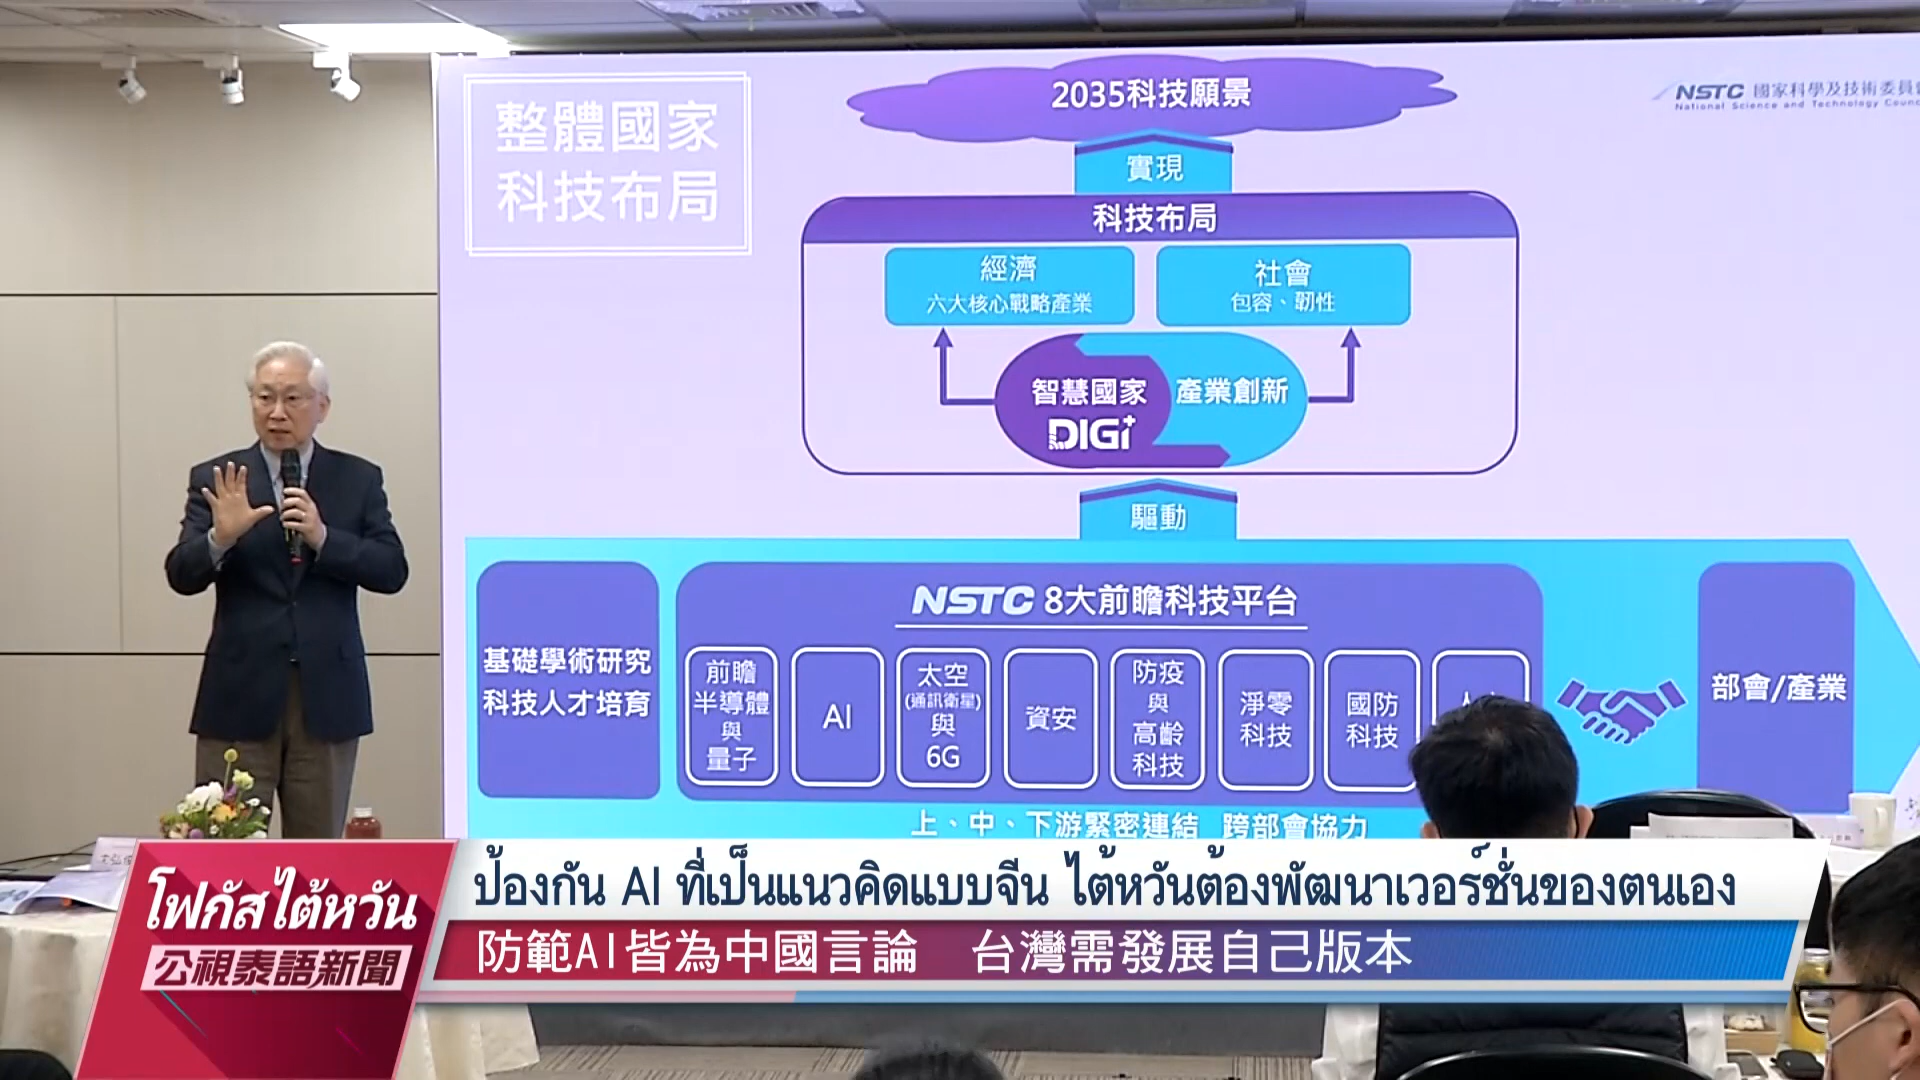 整體國家
科技布局
2035科技願景
NSTC 國家科學及技術委員
National Science and Technology
實現
科技布局
經濟
六大核心戰略產業
社會
包容、韌性
智慧國家
DIGI+
產業創新
驅動
基礎學術研究
科技人才培育
NSTC 8大前瞻科技平台
前瞻
半導體
與
量子
AI
太空
(通訊衛星)
與
6G
資安
防疫
與
高齡
科技
淨零
科技
國防
科技
部會/產業
上、中、下游緊密連結 跨部會協力
โฟกัสไต้หวัน
公視泰語新聞
ป้องกัน AI ที่เป็นแนวคิดแบบจีน ไต้หวันต้องพัฒนาเวอร์ชั่นของตนเอง
防範AI皆為中國言論 台灣需發展自己版本